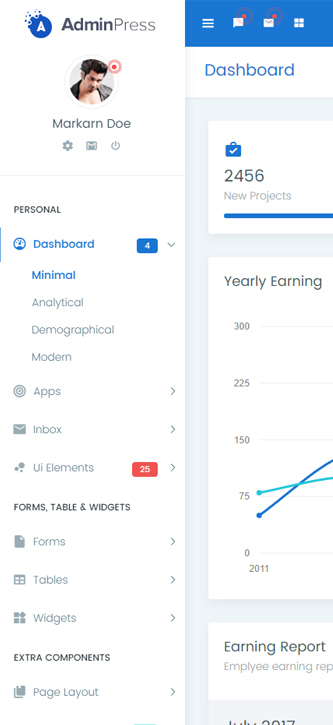 AdminPress
Markarn Doe
PERSONAL
Dashboard 4
Minimal
Analytical
Demographical
Modern
Apps
Inbox
Ui Elements 25
FORMS, TABLE & WIDGETS
Forms
Tables
Widgets
EXTRA COMPONENTS
Page Layout
Dashboard
2456
New Projects
Yearly Earning
300
225
150
75
0
2011
Earning Report
Emplyee earning rep
July 2017